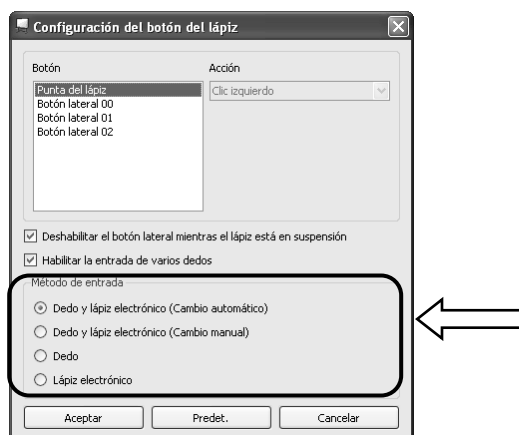 Configuración del botón del lápiz
Botón
Acción
Punta del lápiz
Clic izquierdo
Botón lateral 00
Botón lateral 01
Botón lateral 02
Deshabilitar el botón lateral mientras el lápiz está en suspensión
Habilitar la entrada de varios dedos
Método de entrada
Dedo y lápiz electrónico (Cambio automático)
Dedo y lápiz electrónico (Cambio manual)
Dedo
Lápiz electrónico
Aceptar
Predet.
Cancelar